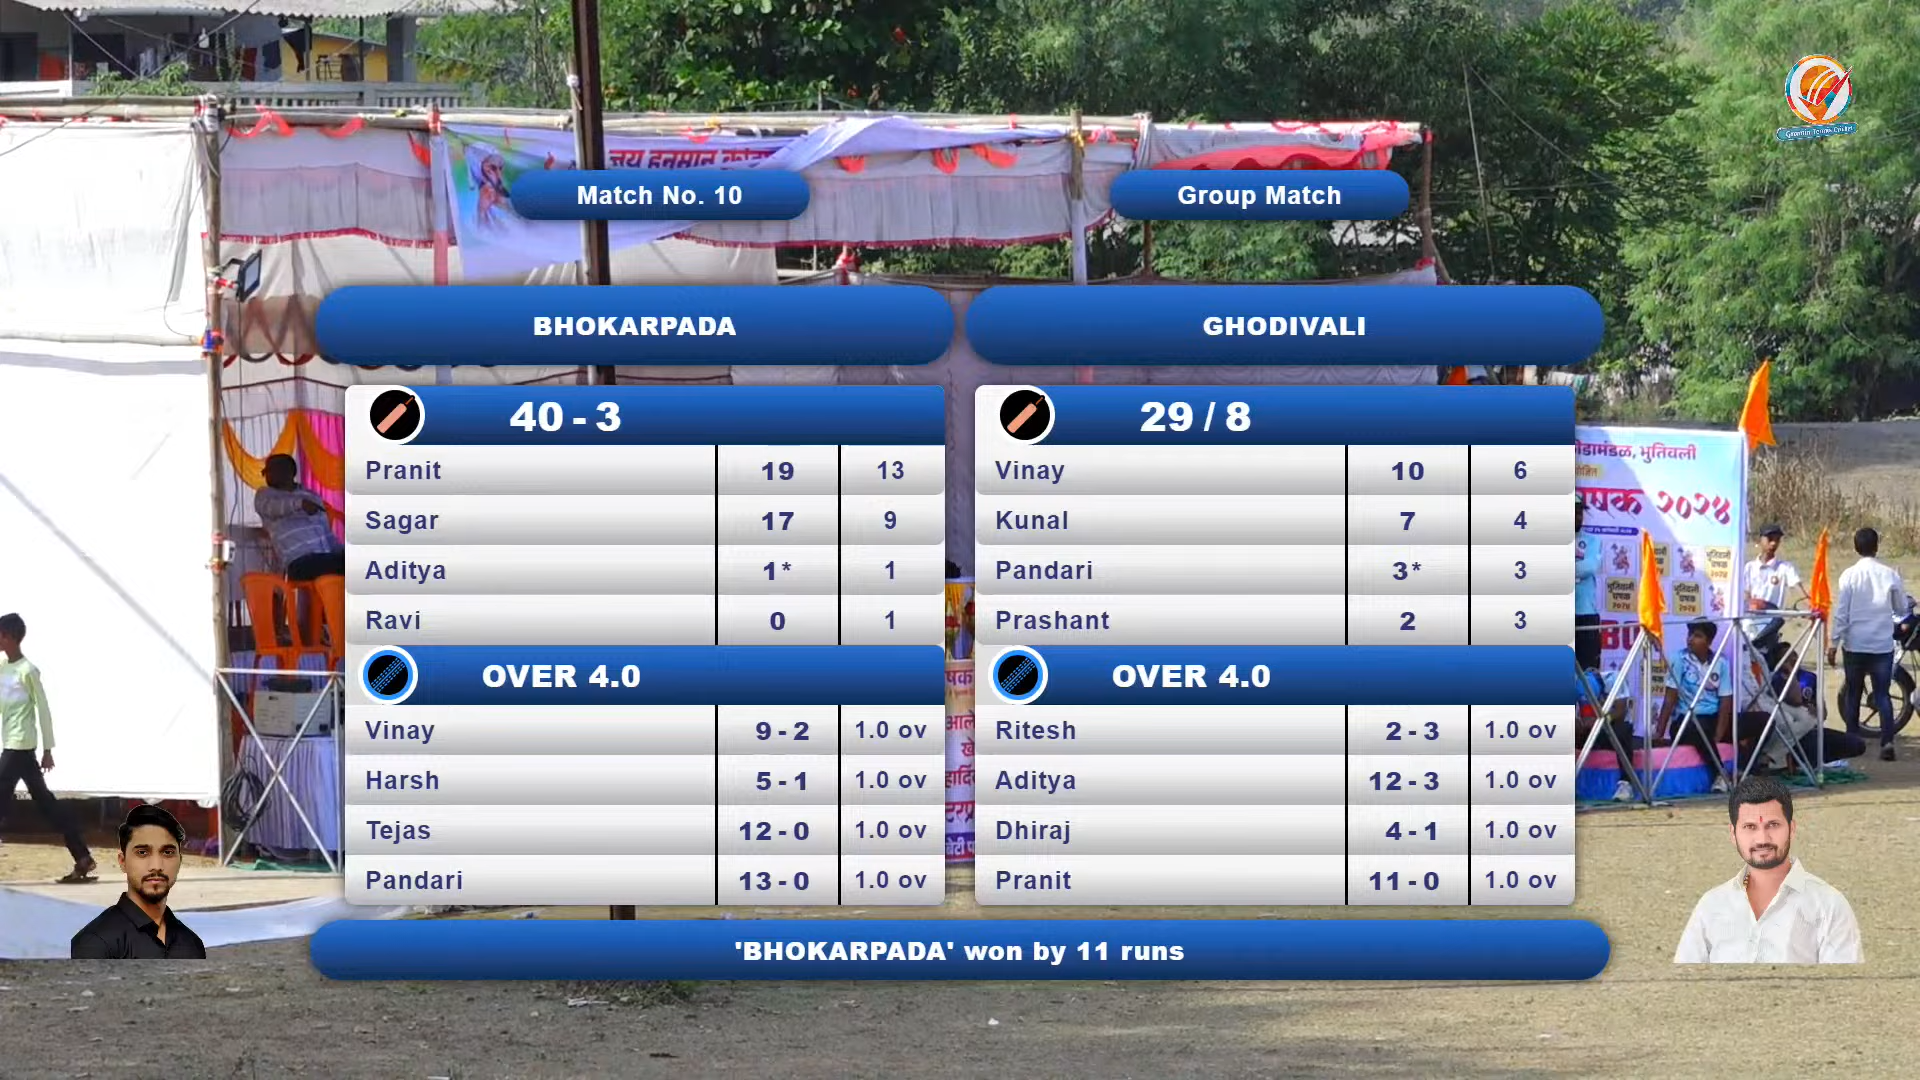 जय हनुमान
Match No. 10
Group Match
BHOKARPADA
GHODIVALI
40 - 3
Pranit 19 13
Sagar 17 9
Aditya 1* 1
Ravi 0 1
OVER 4.0
Vinay 9 - 2 1.0 ov
Harsh 5 - 1 1.0 ov
Tejas 12 - 0 1.0 ov
Pandari 13 - 0 1.0 ov
29 / 8
Vinay 10 6
Kunal 7 4
Pandari 3* 3
Prashant 2 3
OVER 4.0
Ritesh 2 - 3 1.0 ov
Aditya 12 - 3 1.0 ov
Dhiraj 4 - 1 1.0 ov
Pranit 11 - 0 1.0 ov
'BHOKARPADA' won by 11 runs
भुतिवली
२०२४